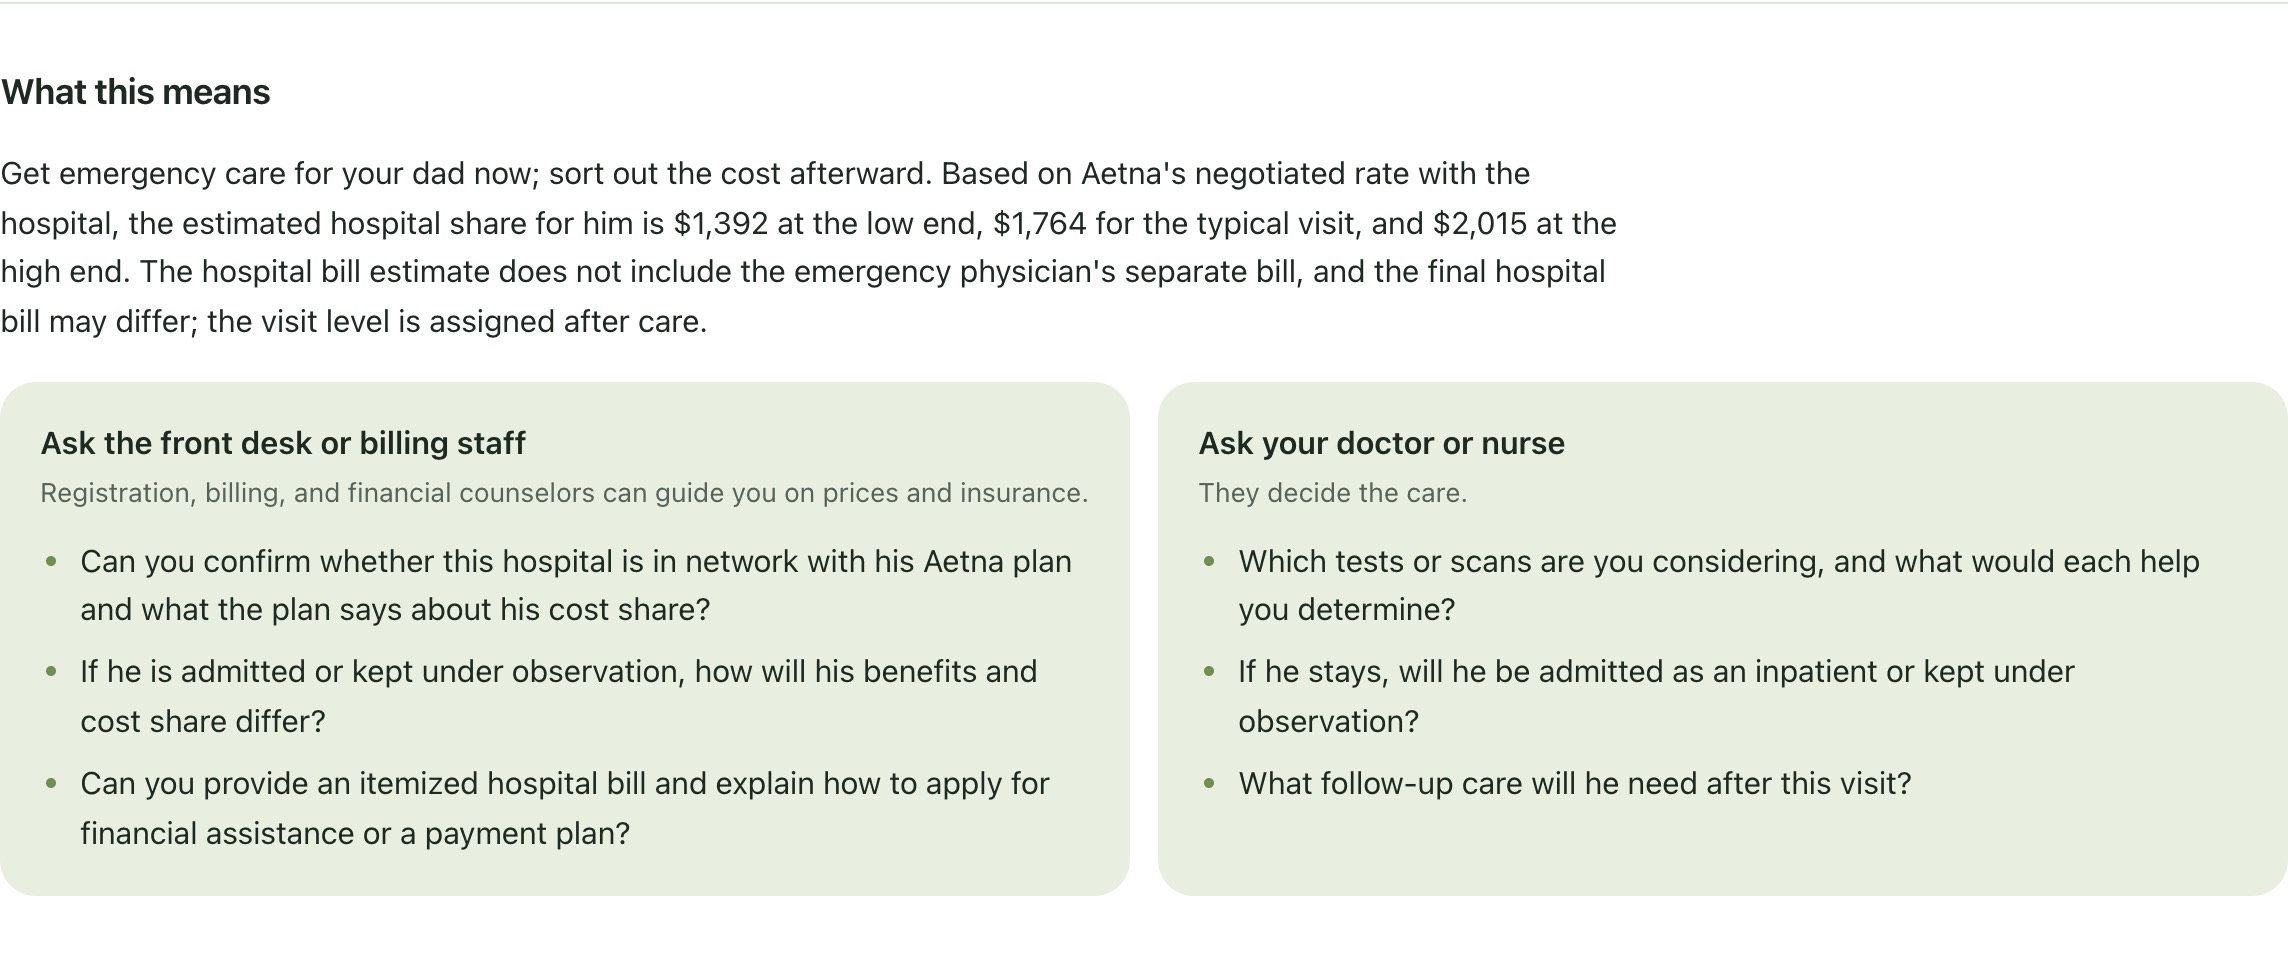 What this means
Get emergency care for your dad now; sort out the cost afterward. Based on Aetna's negotiated rate with the
hospital, the estimated hospital share for him is $1,392 at the low end, $1,764 for the typical visit, and $2,015 at the
high end. The hospital bill estimate does not include the emergency physician's separate bill, and the final hospital
bill may differ; the visit level is assigned after care.
Ask the front desk or billing staff
Registration, billing, and financial counselors can guide you on prices and insurance.
• Can you confirm whether this hospital is in network with his Aetna plan
and what the plan says about his cost share?
• If he is admitted or kept under observation, how will his benefits and
cost share differ?
• Can you provide an itemized hospital bill and explain how to apply for
financial assistance or a payment plan?
Ask your doctor or nurse
They decide the care.
• Which tests or scans are you considering, and what would each help
you determine?
• If he stays, will he be admitted as an inpatient or kept under
observation?
• What follow-up care will he need after this visit?